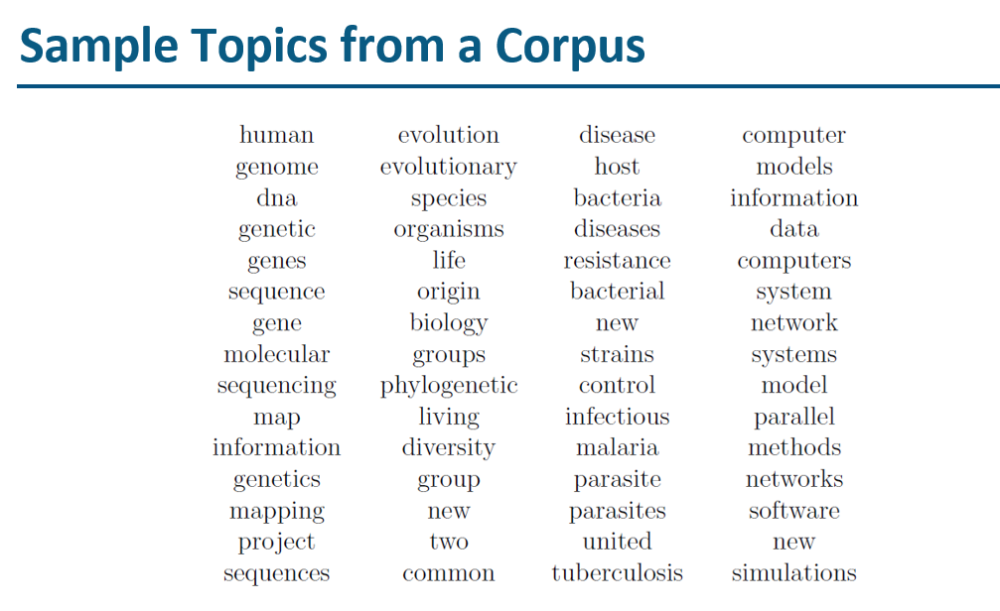 Sample Topics from a Corpus
human evolution disease computer
genome evolutionary host models
dna species bacteria information
genetic organisms diseases data
genes life resistance computers
sequence origin bacterial system
gene biology new network
molecular groups strains systems
sequencing phylogenetic control model
map living infectious parallel
information diversity malaria methods
genetics group parasite networks
mapping new parasites software
project two united new
sequences common tuberculosis simulations